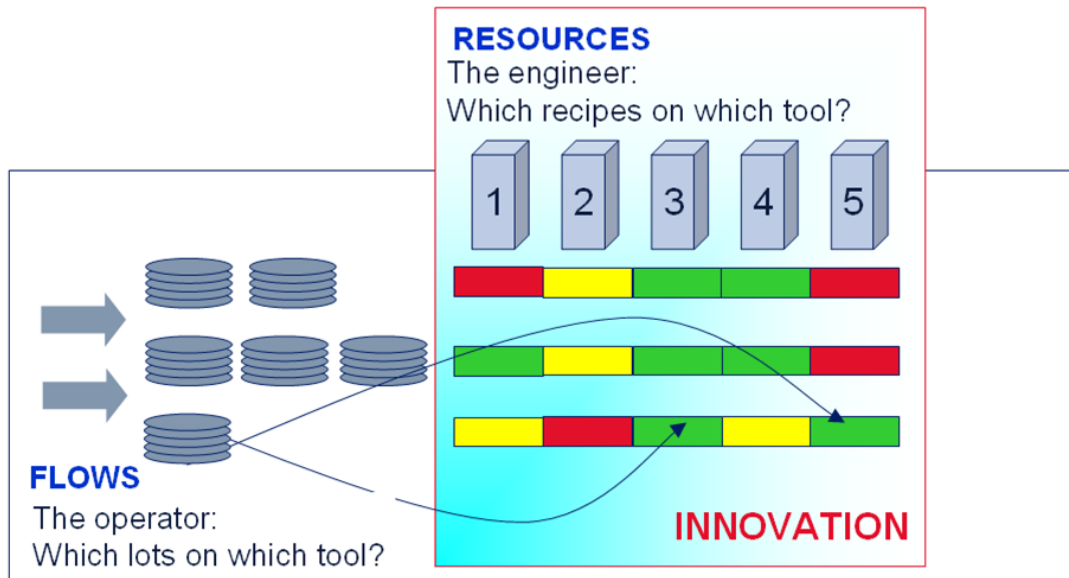 RESOURCES
The engineer:
Which recipes on which tool?
1 2 3 4 5
FLOWS
The operator:
Which lots on which tool?
INNOVATION